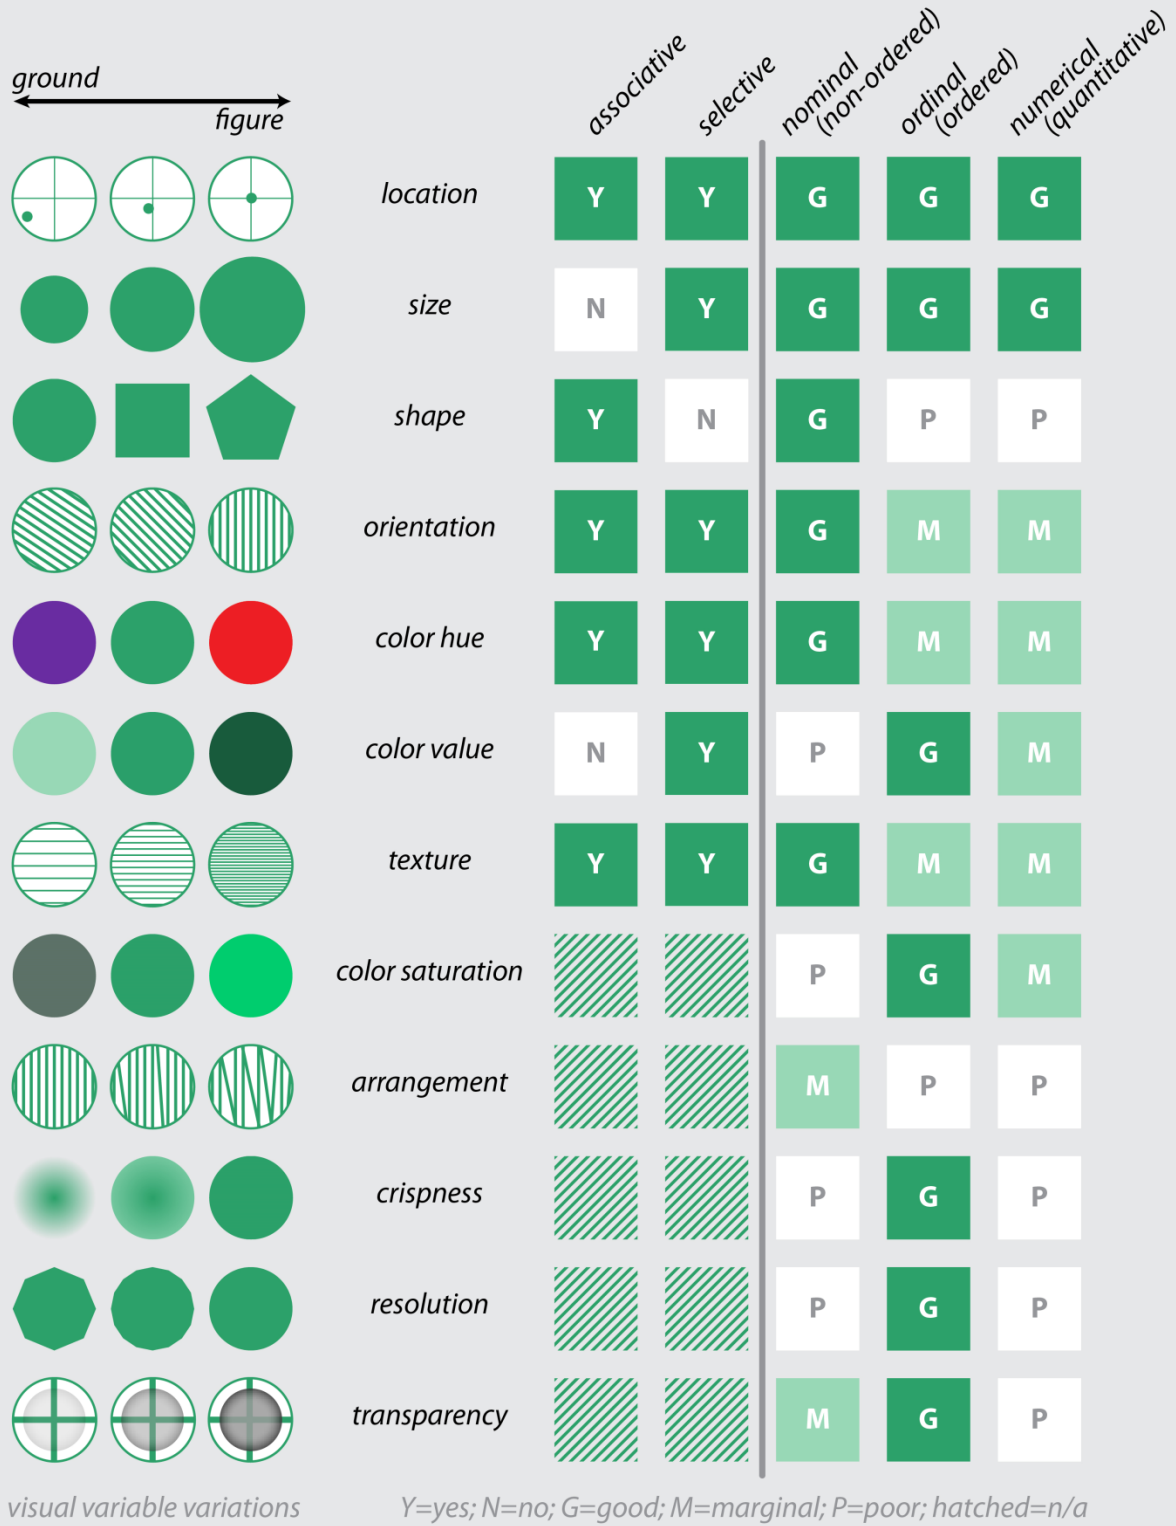 ground
figure
associative
selective
nominal
(non-ordered)
ordinal
(ordered)
numerical
(quantitative)
location
Y Y G G G
size
N Y G G G
shape
Y N G P P
orientation
Y Y G M M
color hue
Y Y G M M
color value
N Y P G M
texture
Y Y G M M
color saturation
P G M
arrangement
M P P
crispness
P G P
resolution
P G P
transparency
M G P
visual variable variations
Y=yes; N=no; G=good; M=marginal; P=poor; hatched=n/a